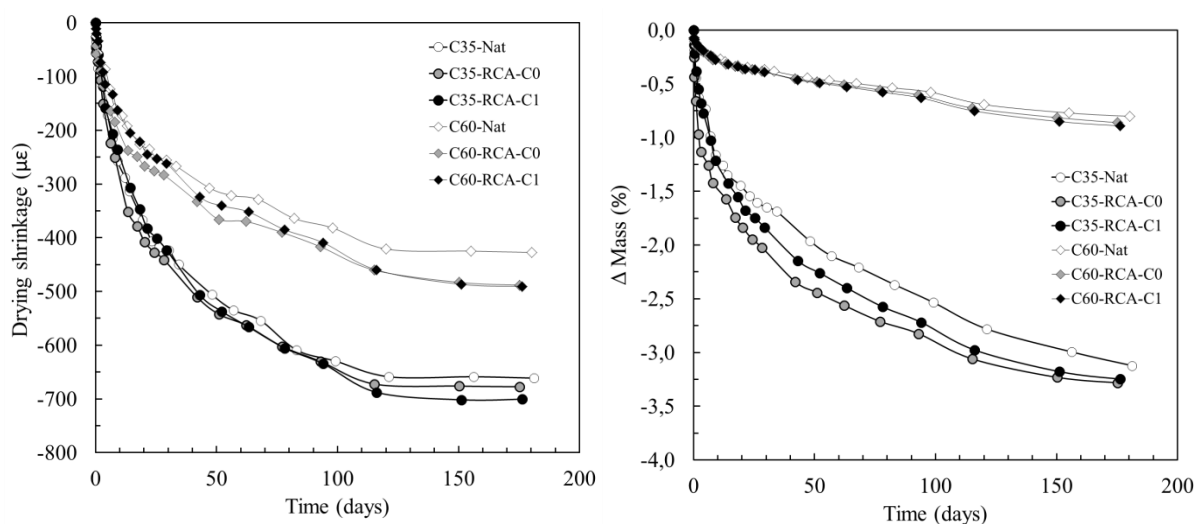 0
-100
-200
-300
-400
-500
-600
-700
-800
Drying shrinkage (με)
C35-Nat
C35-RCA-C0
C35-RCA-C1
C60-Nat
C60-RCA-C0
C60-RCA-C1
0 50 100 150 200
Time (days)
0,0
-0,5
-1,0
-1,5
-2,0
-2,5
-3,0
-3,5
-4,0
Δ Mass (%)
C35-Nat
C35-RCA-C0
C35-RCA-C1
C60-Nat
C60-RCA-C0
C60-RCA-C1
0 50 100 150 200
Time (days)